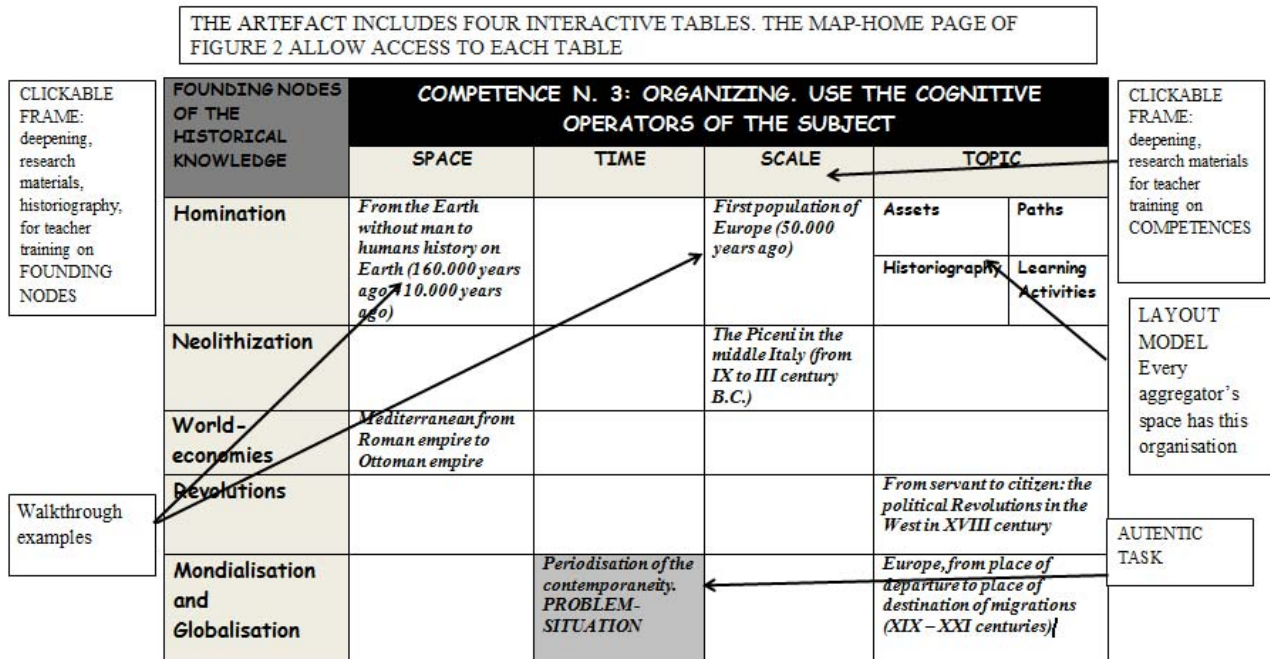 THE ARTEFACT INCLUDES FOUR INTERACTIVE TABLES. THE MAP-HOME PAGE OF
FIGURE 2 ALLOW ACCESS TO EACH TABLE
CLICKABLE
FRAME:
deepening,
research
materials,
historiography,
for teacher
training on
FOUNDING
NODES
FOUNDING NODES
OF THE
HISTORICAL
KNOWLEDGE
COMPETENCE N. 3: ORGANIZING. USE THE COGNITIVE
OPERATORS OF THE SUBJECT
SPACE
TIME
SCALE
TOPIC
CLICKABLE
FRAME:
deepening,
research materials
for teacher
training on
COMPETENCES
Homination
From the Earth
without man to
humans history on
Earth (160.000 years
ago 10.000 years
ago)
First population of
Europe (50.000
years ago)
Assets
Paths
Historiography
Learning
Activities
LAYOUT
MODEL
Every
aggregator's
space has this
organisation
Neolithization
The Piceni in the
middle Italy (from
IX to III century
B.C.)
World-
economies
Mediterranean from
Roman empire to
Ottoman empire
Revolutions
From servant to citizen: the
political Revolutions in the
West in XVIII century
Walkthrough
examples
AUTENTIC
TASK
Mondialisation
and
Globalisation
Periodisation of the
contemporaneity.
PROBLEM-
SITUATION
Europe, from place of
departure to place of
destination of migrations
(XIX – XXI centuries)